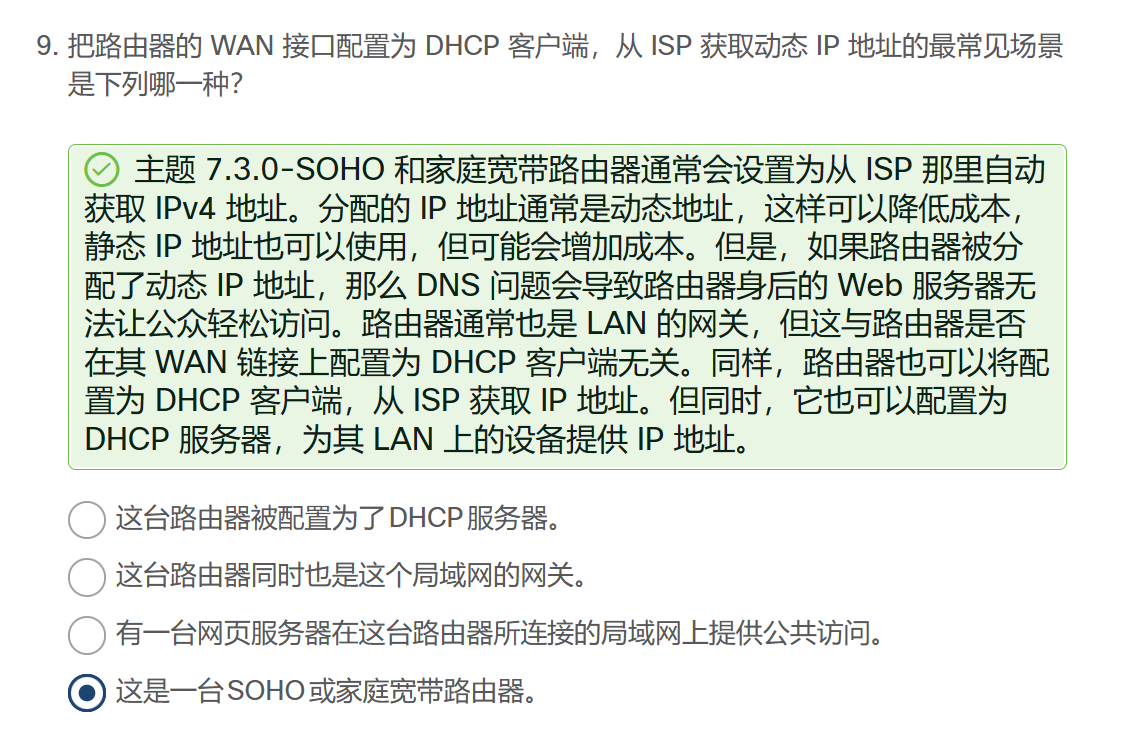 9. 把路由器的 WAN 接口配置为 DHCP 客户端，从 ISP 获取动态 IP 地址的最常见场景
是下列哪一种？
主题 7.3.0-SOHO 和家庭宽带路由器通常会设置为从 ISP 那里自动
获取 IPv4 地址。分配的 IP 地址通常是动态地址，这样可以降低成本，
静态 IP 地址也可以使用，但可能会增加成本。但是，如果路由器被分
配了动态 IP 地址，那么 DNS 问题会导致路由器身后的 Web 服务器无
法让公众轻松访问。路由器通常也是 LAN 的网关，但这与路由器是否
在其 WAN 链接上配置为 DHCP 客户端无关。同样，路由器也可以将配
置为 DHCP 客户端，从 ISP 获取 IP 地址。但同时，它也可以配置为
DHCP 服务器，为其 LAN 上的设备提供 IP 地址。
这台路由器被配置为了DHCP服务器。
这台路由器同时也是这个局域网的网关。
有一台网页服务器在这台路由器所连接的局域网上提供公共访问。
这是一台SOHO或家庭宽带路由器。